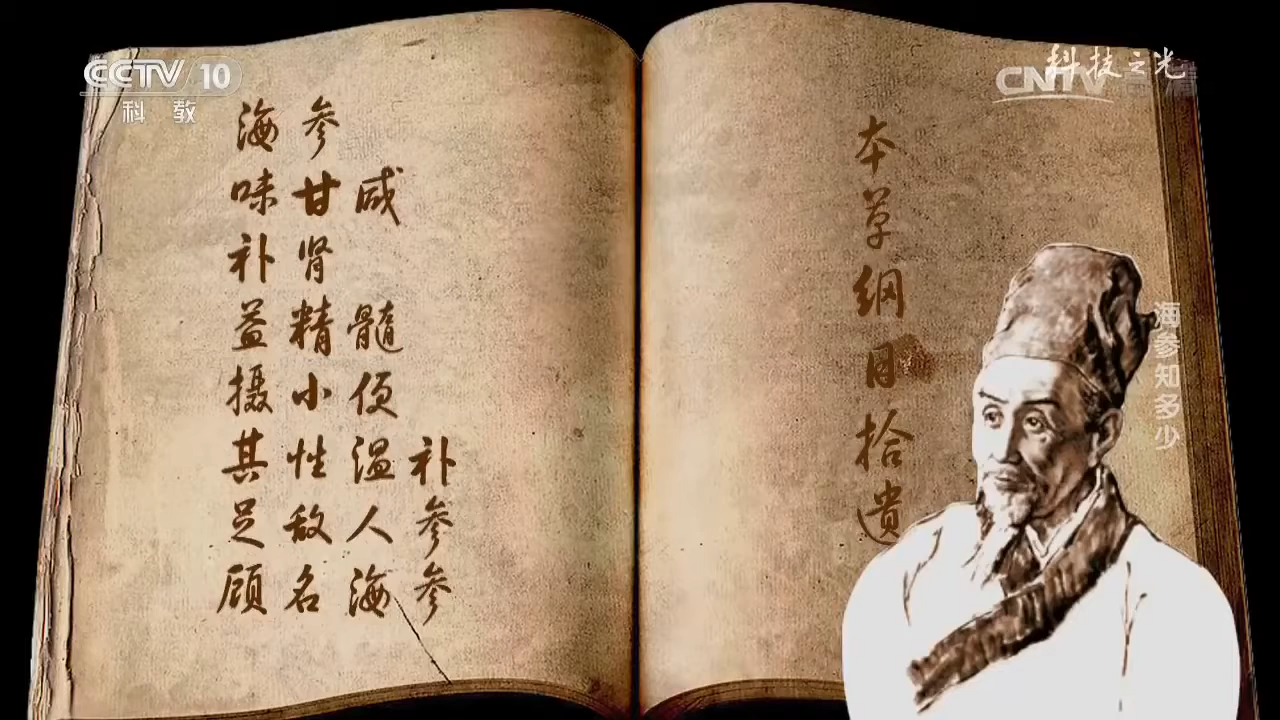 CCTV 10
科教
科技之光
CNTV 高清
海参
味甘咸
补肾
益精髓
摄小便
其性温补
足敌人参
顾名海参
本草纲目拾遗
海参知多少